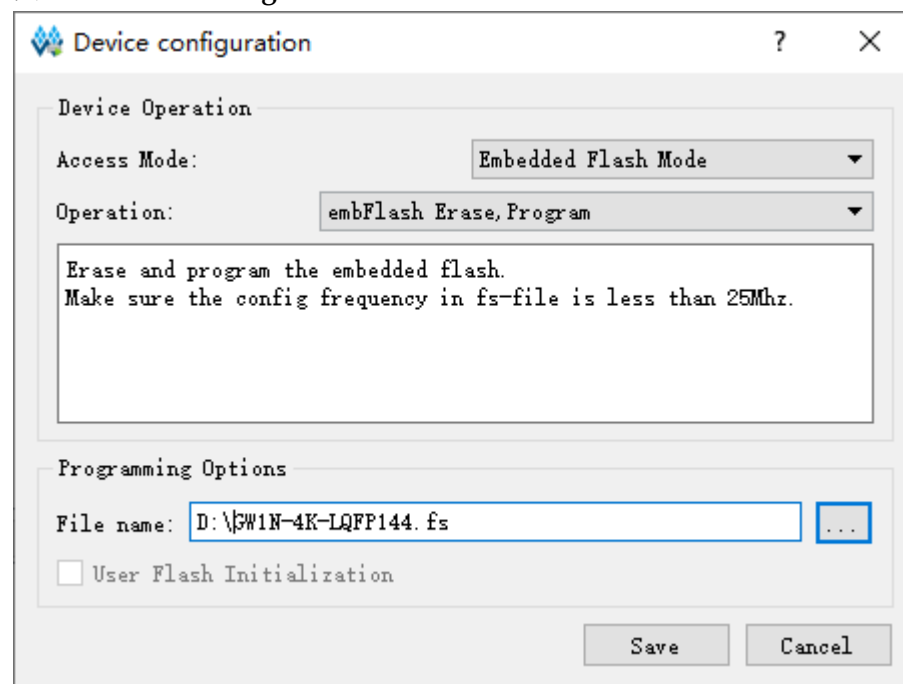 Device configuration ?
Device Operation
Access Mode: Embedded Flash Mode
Operation: embFlash Erase,Program
Erase and program the embedded flash.
Make sure the config frequency in fs-file is less than 25Mhz.
Programming Options
File name: D:\GW1N-4K-LQFP144.fs ...
User Flash Initialization
Save Cancel